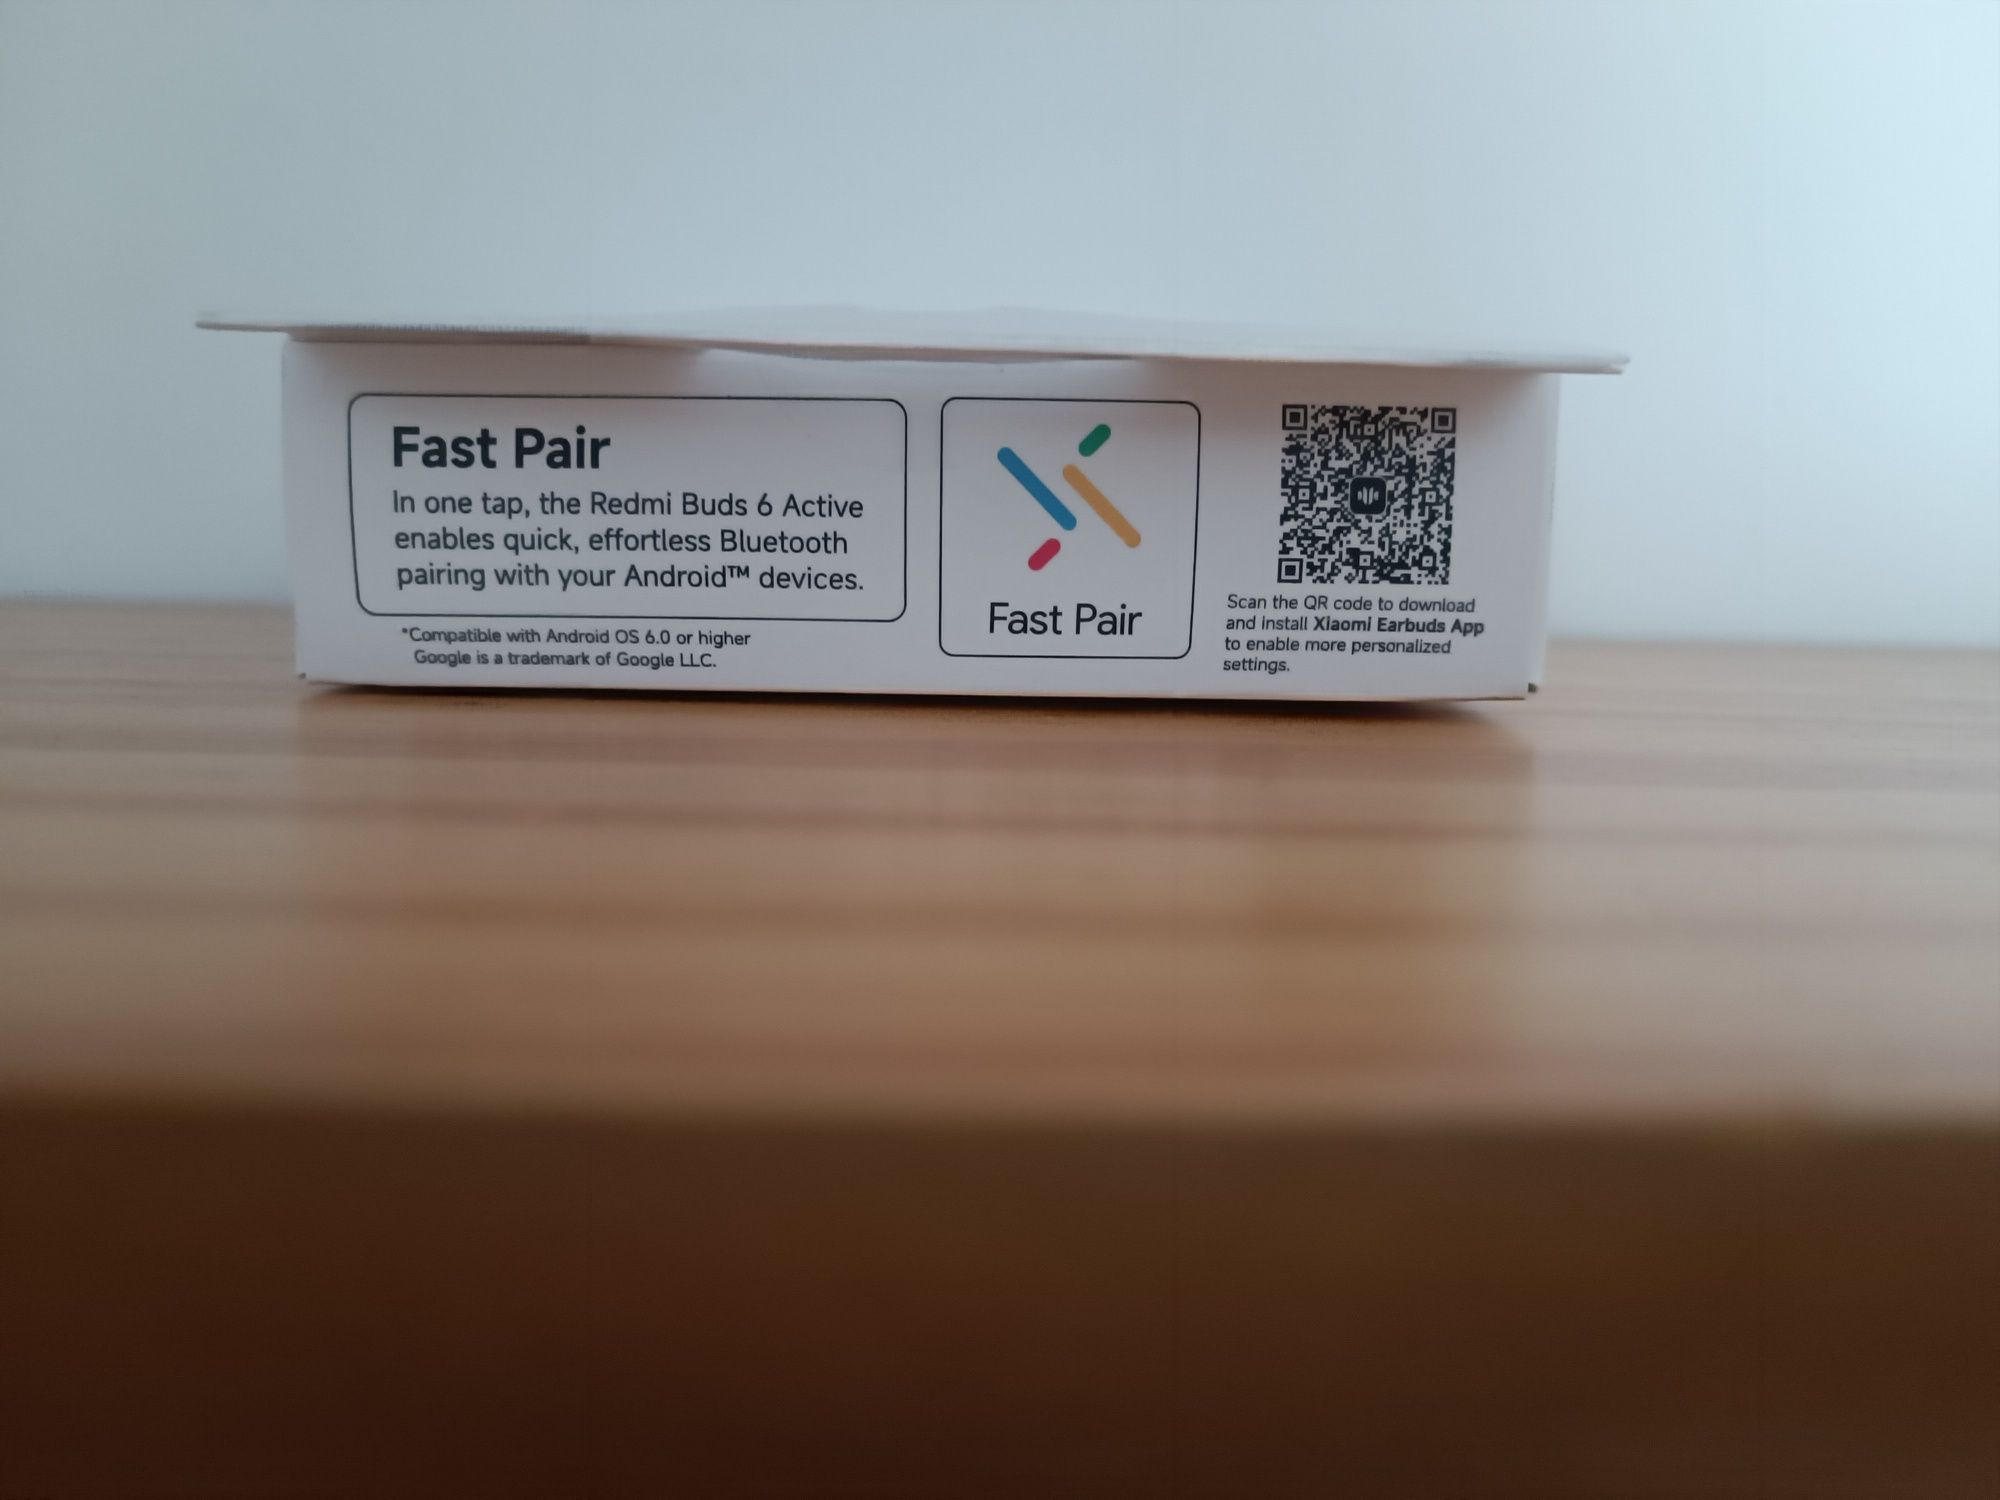 Fast Pair
In one tap, the Redmi Buds 6 Active
enables quick, effortless Bluetooth
pairing with your Android™ devices.
*Compatible with Android OS 6.0 or higher
Google is a trademark of Google LLC.
Fast Pair
Scan the QR code to download
and install Xiaomi Earbuds App
to enable more personalized
settings.